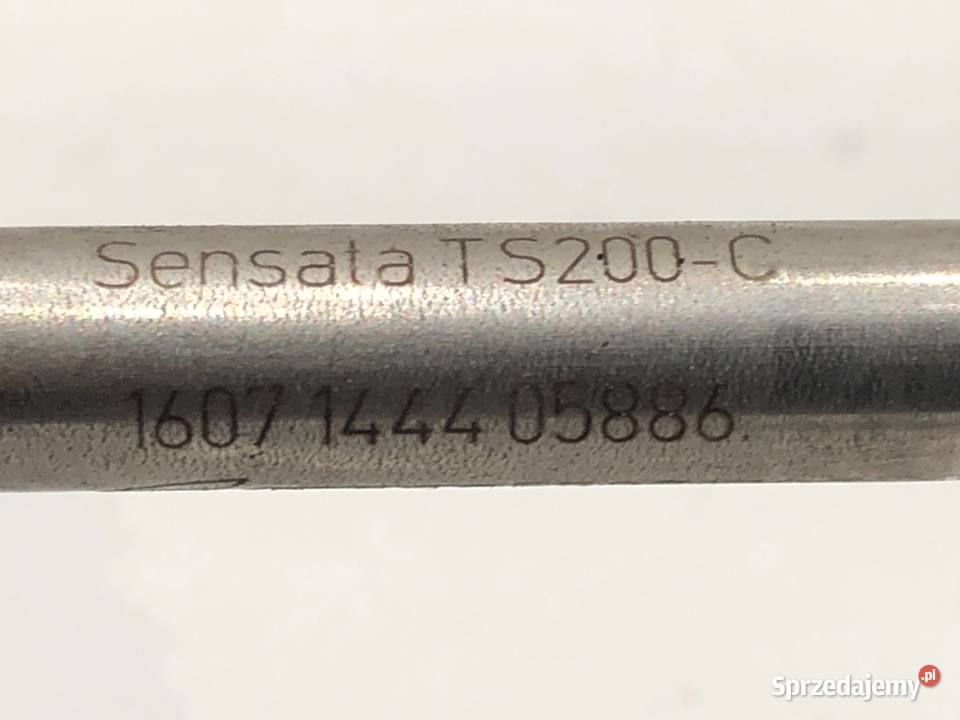 Sensata TS200-C
1607 1444 05886
Sprzedajemy.pl